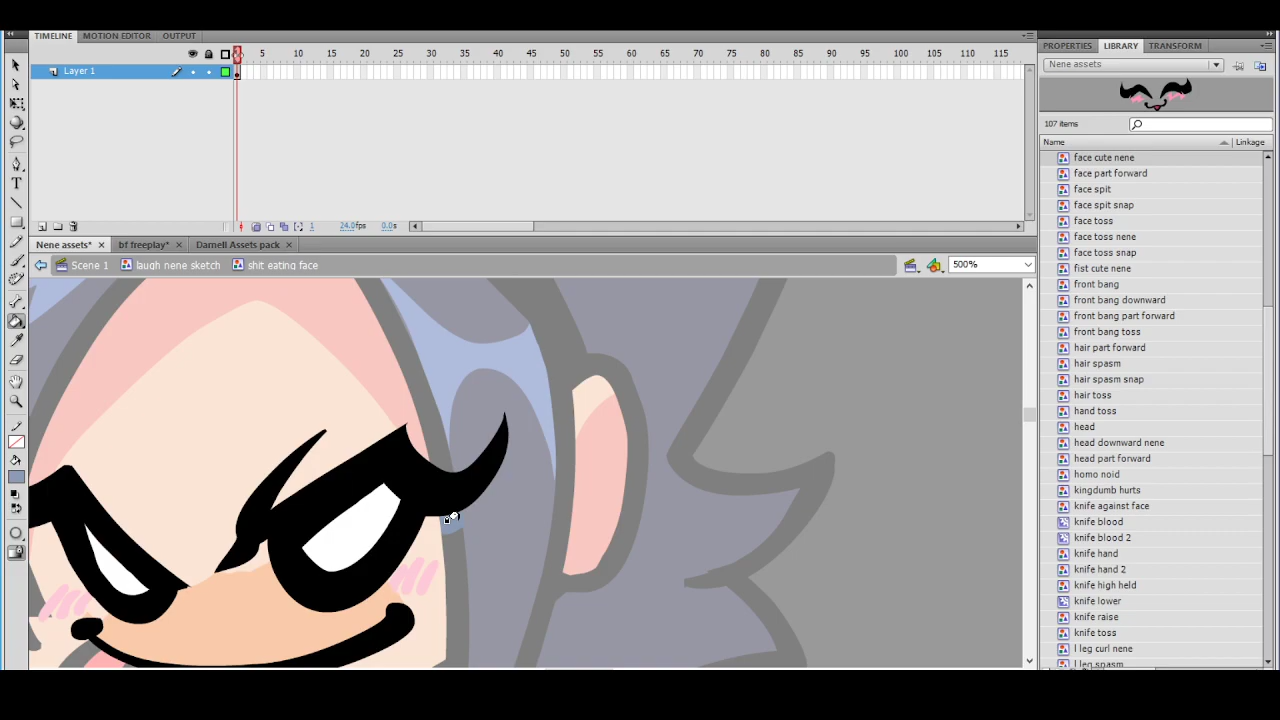 TIMELINE MOTION EDITOR OUTPUT
5 10 15 20 25 30 35 40 45 50 55 60 65 70 75 80 85 90 95 100 105 110 115
Layer 1
1 24.0fps 0.0s
Nene assets* bf freeplay* Darnell Assets pack
Scene 1 laugh nene sketch shit eating face 500%
PROPERTIES LIBRARY TRANSFORM
Nene assets
107 items
Name Linkage
face cute nene
face part forward
face spit
face spit snap
face toss
face toss nene
face toss snap
fist cute nene
front bang
front bang downward
front bang part forward
front bang toss
hair part forward
hair spasm
hair spasm snap
hair toss
hand toss
head
head downward nene
head part forward
homo noid
kingdumb hurts
knife against face
knife blood
knife blood 2
knife hand
knife hand 2
knife high held
knife lower
knife raise
knife toss
l leg curl nene
l leg spasm